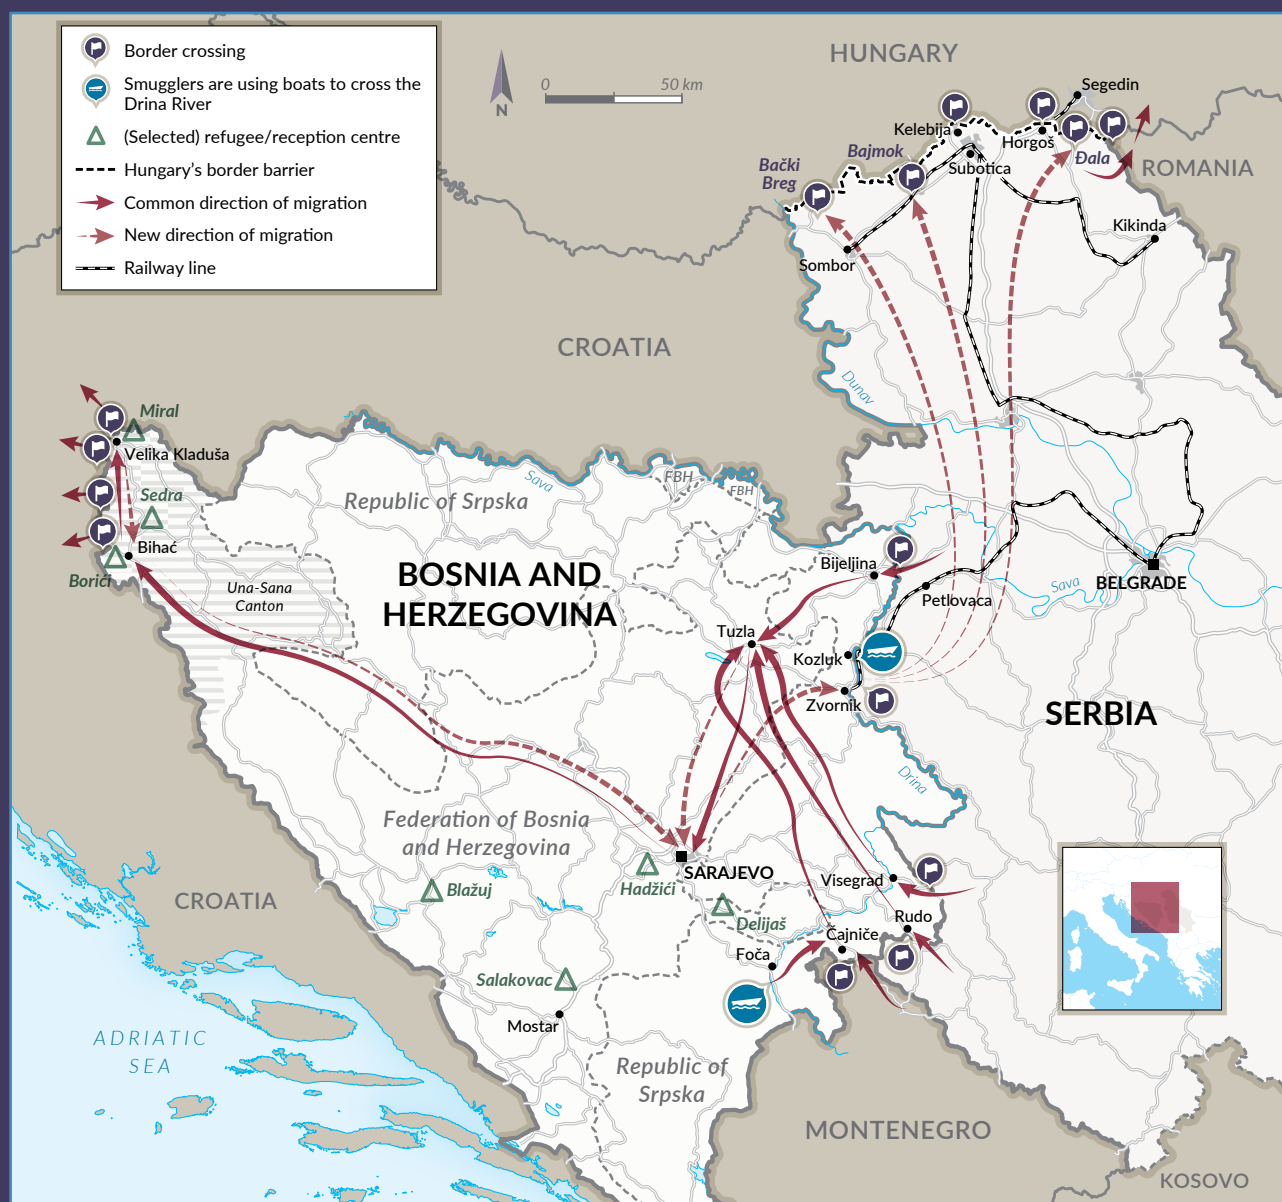 Border crossing
Smugglers are using boats to cross the
Drina River
(Selected) refugee/reception centre
Hungary's border barrier
Common direction of migration
New direction of migration
Railway line
N
0
50 km
HUNGARY
Segedin
Kelebija
Horgoš
Bajmok
Subotica
Đala
ROMANIA
Bački
Breg
Kikinda
Sombor
CROATIA
Dunav
Miral
Velika Kladuša
Sedra
Sava
FBH
FBH
Republic of Srpska
Bihać
Borići
Una-Sana
Canton
BOSNIA AND
HERZEGOVINA
Bijeljina
Petlovaca
Sava
BELGRADE
Tuzla
Kozluk
Zvornik
SERBIA
Drina
Federation of Bosnia
and Herzegovina
SARAJEVO
Hadžići
Blažuj
Visegrad
CROATIA
Delijaš
Rudo
Čajniče
Foča
Salakovac
Mostar
ADRIATIC
SEA
Republic of
Srpska
MONTENEGRO
KOSOVO